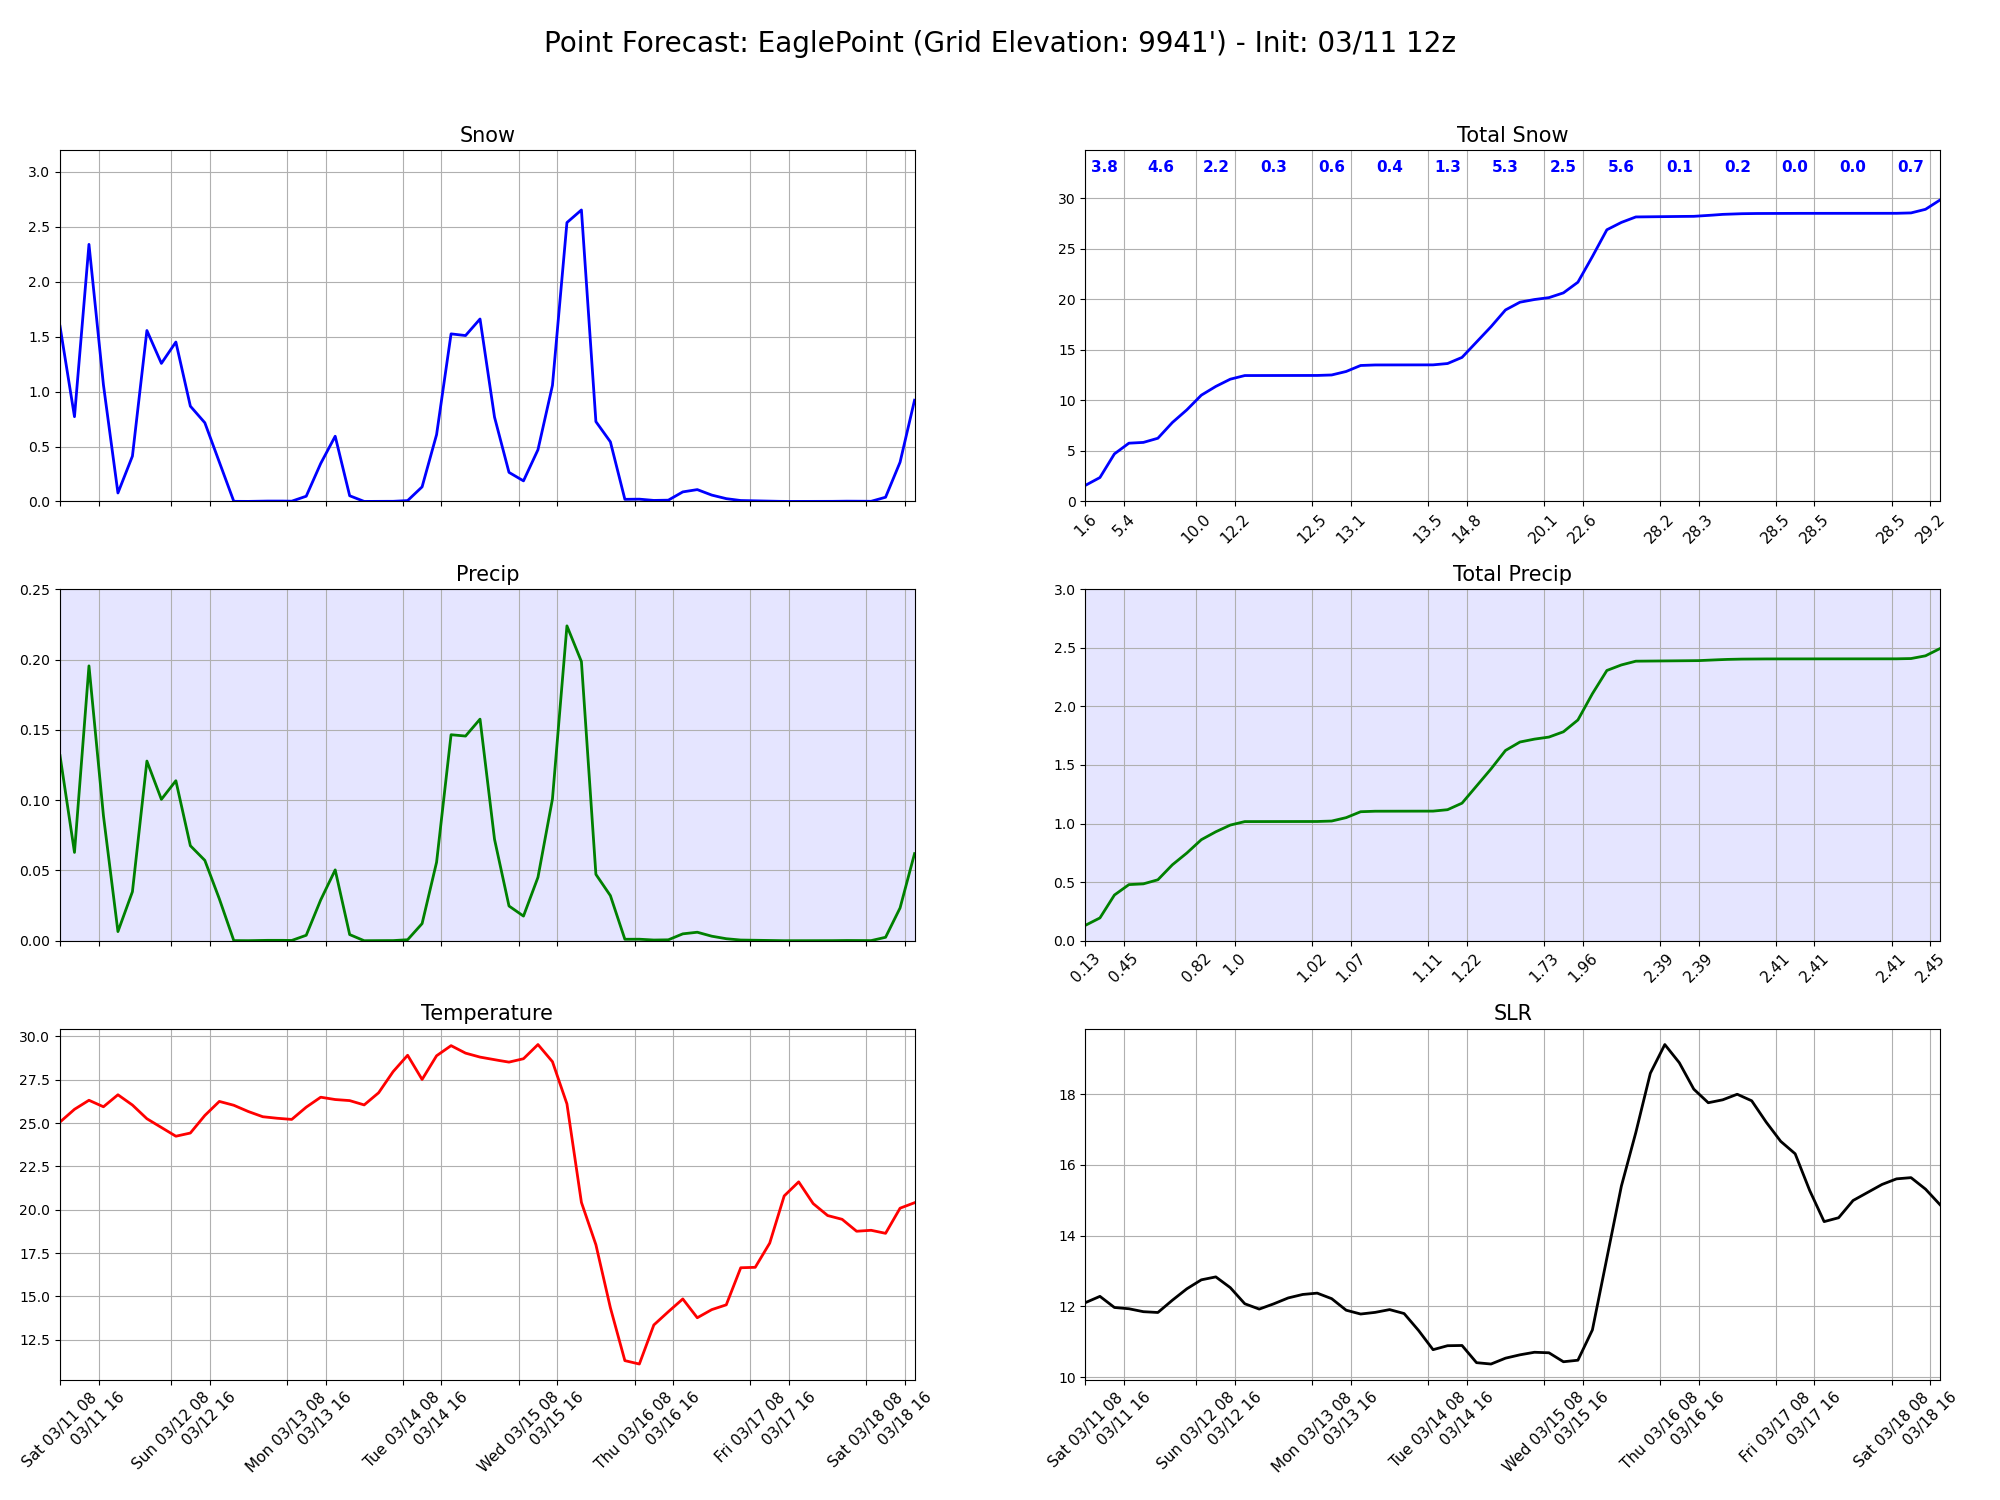 Point Forecast: EaglePoint (Grid Elevation: 9941') - Init: 03/11 12z
Snow
3.0
2.5
2.0
1.5
1.0
0.5
0.0
Total Snow
3.8 4.6 2.2 0.3 0.6 0.4 1.3 5.3 2.5 5.6 0.1 0.2 0.0 0.0 0.7
30
25
20
15
10
5
0
1.6 5.4 10.0 12.2 12.5 13.1 13.5 14.8 20.1 22.6 28.2 28.3 28.5 28.5 28.5 29.2
Precip
0.25
0.20
0.15
0.10
0.05
0.00
Total Precip
3.0
2.5
2.0
1.5
1.0
0.5
0.0
0.13 0.45 0.82 1.0 1.02 1.07 1.11 1.22 1.73 1.96 2.39 2.39 2.41 2.41 2.41 2.45
Temperature
30.0
27.5
25.0
22.5
20.0
17.5
15.0
12.5
Sat 03/11 08
03/11 16
Sun 03/12 08
03/12 16
Mon 03/13 08
03/13 16
Tue 03/14 08
03/14 16
Wed 03/15 08
03/15 16
Thu 03/16 08
03/16 16
Fri 03/17 08
03/17 16
Sat 03/18 08
03/18 16
SLR
18
16
14
12
10
Sat 03/11 08
03/11 16
Sun 03/12 08
03/12 16
Mon 03/13 08
03/13 16
Tue 03/14 08
03/14 16
Wed 03/15 08
03/15 16
Thu 03/16 08
03/16 16
Fri 03/17 08
03/17 16
Sat 03/18 08
03/18 16